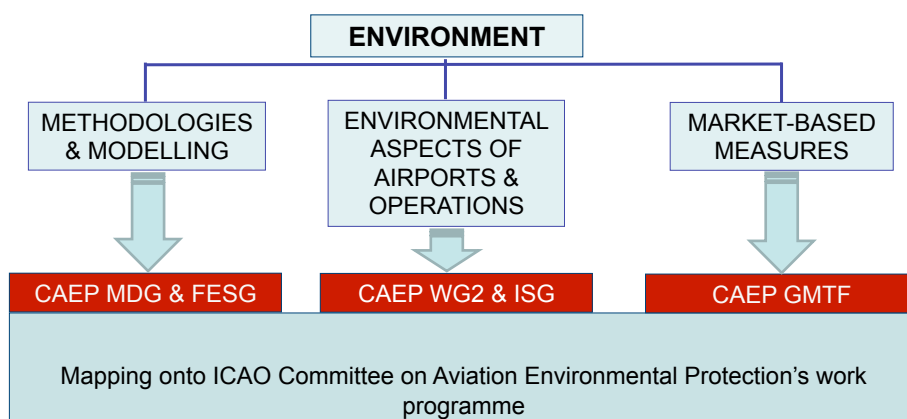 ENVIRONMENT
METHODOLOGIES
& MODELLING
ENVIRONMENTAL
ASPECTS OF
AIRPORTS &
OPERATIONS
MARKET-BASED
MEASURES
CAEP MDG & FESG
CAEP WG2 & ISG
CAEP GMTF
Mapping onto ICAO Committee on Aviation Environmental Protection's work
programme